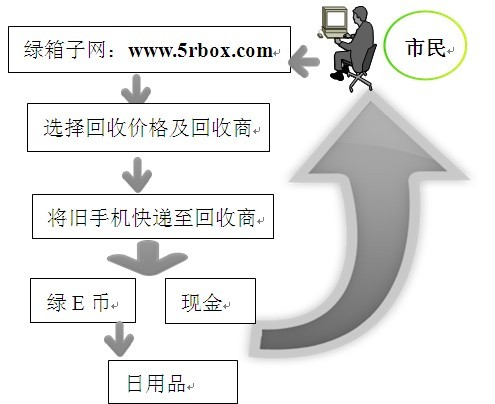 绿箱子网：www.5rbox.com
市民
选择回收价格及回收商
将旧手机快递至回收商
绿 E 币
现金
日用品